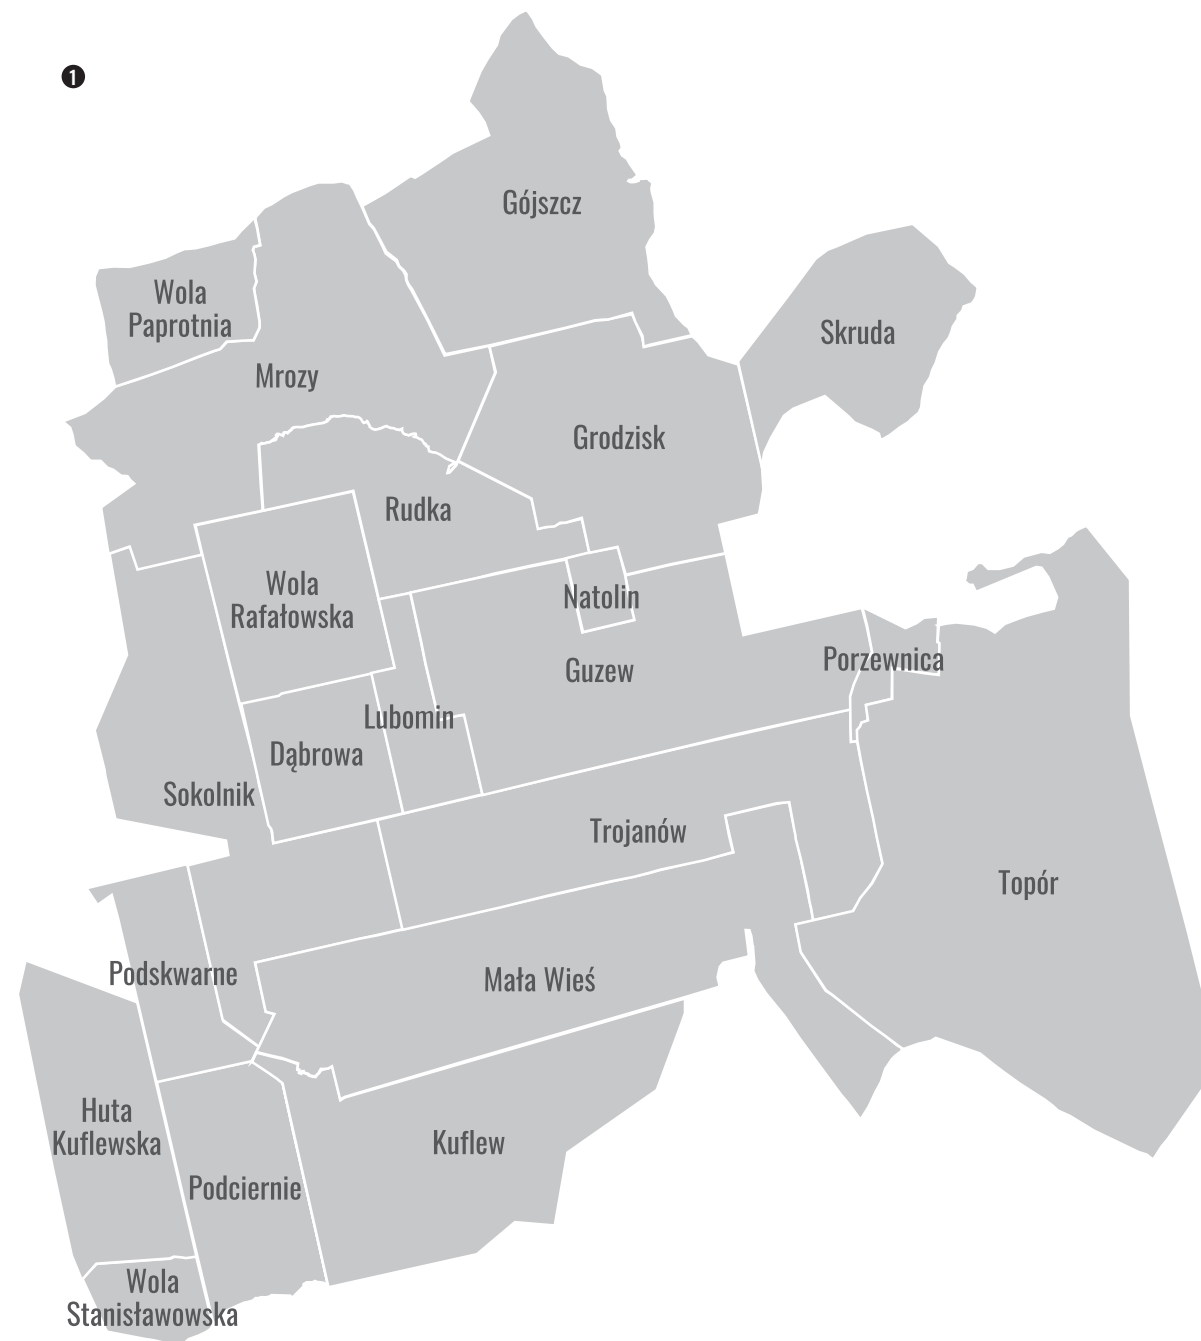 1
Gójszcz
Wola
Paprotnia
Skruda
Mrozy
Grodzisk
Rudka
Wola
Rafałowska
Natolin
Porzewnica
Guzew
Lubomin
Dąbrowa
Sokolnik
Trojanów
Topór
Podskwarne
Mała Wieś
Huta
Kuflewska
Kuflew
Podciernie
Wola
Stanisławowska